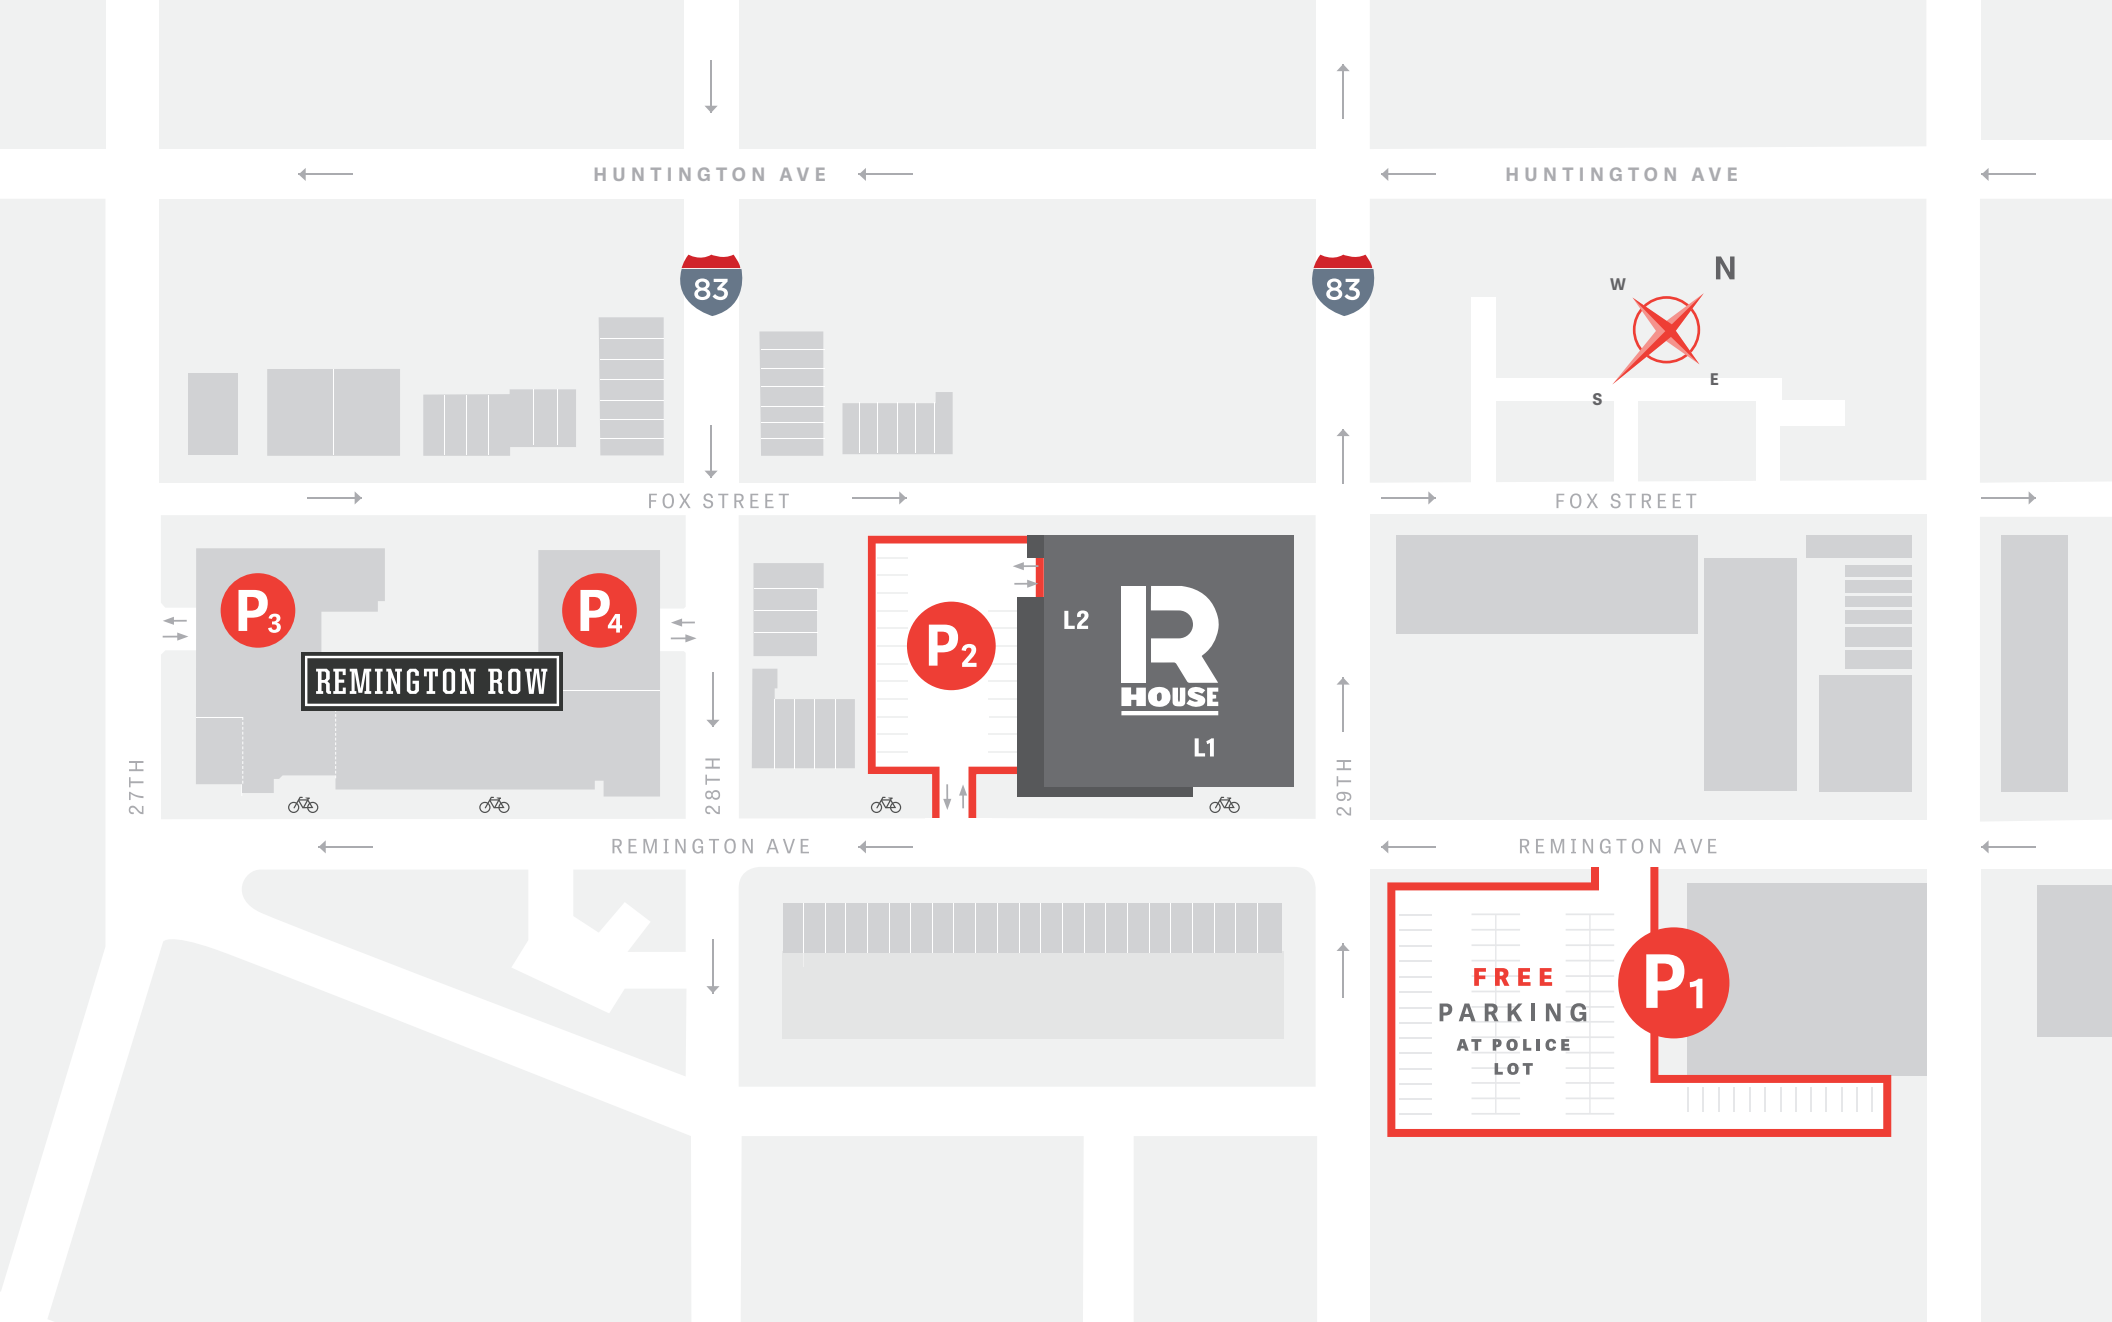 HUNTINGTON AVE
HUNTINGTON AVE
83
83
N
W
E
S
FOX STREET
FOX STREET
P3
P4
REMINGTON ROW
P2
L2
R
HOUSE
L1
27TH
28TH
29TH
REMINGTON AVE
REMINGTON AVE
FREE
PARKING
AT POLICE
LOT
P1